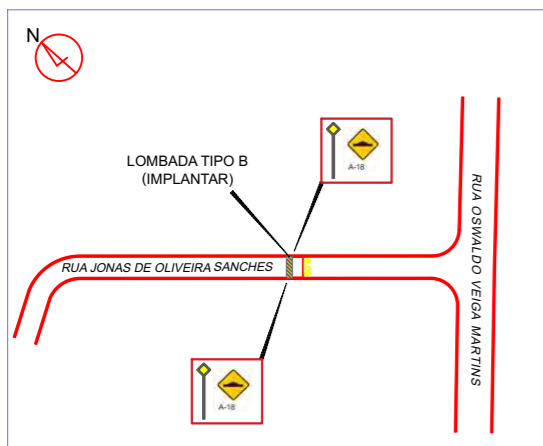 N
LOMBADA TIPO B
(IMPLANTAR)
A-18
RUA JONAS DE OLIVEIRA SANCHES
RUA OSWALDO VEIGA MARTINS
A-18